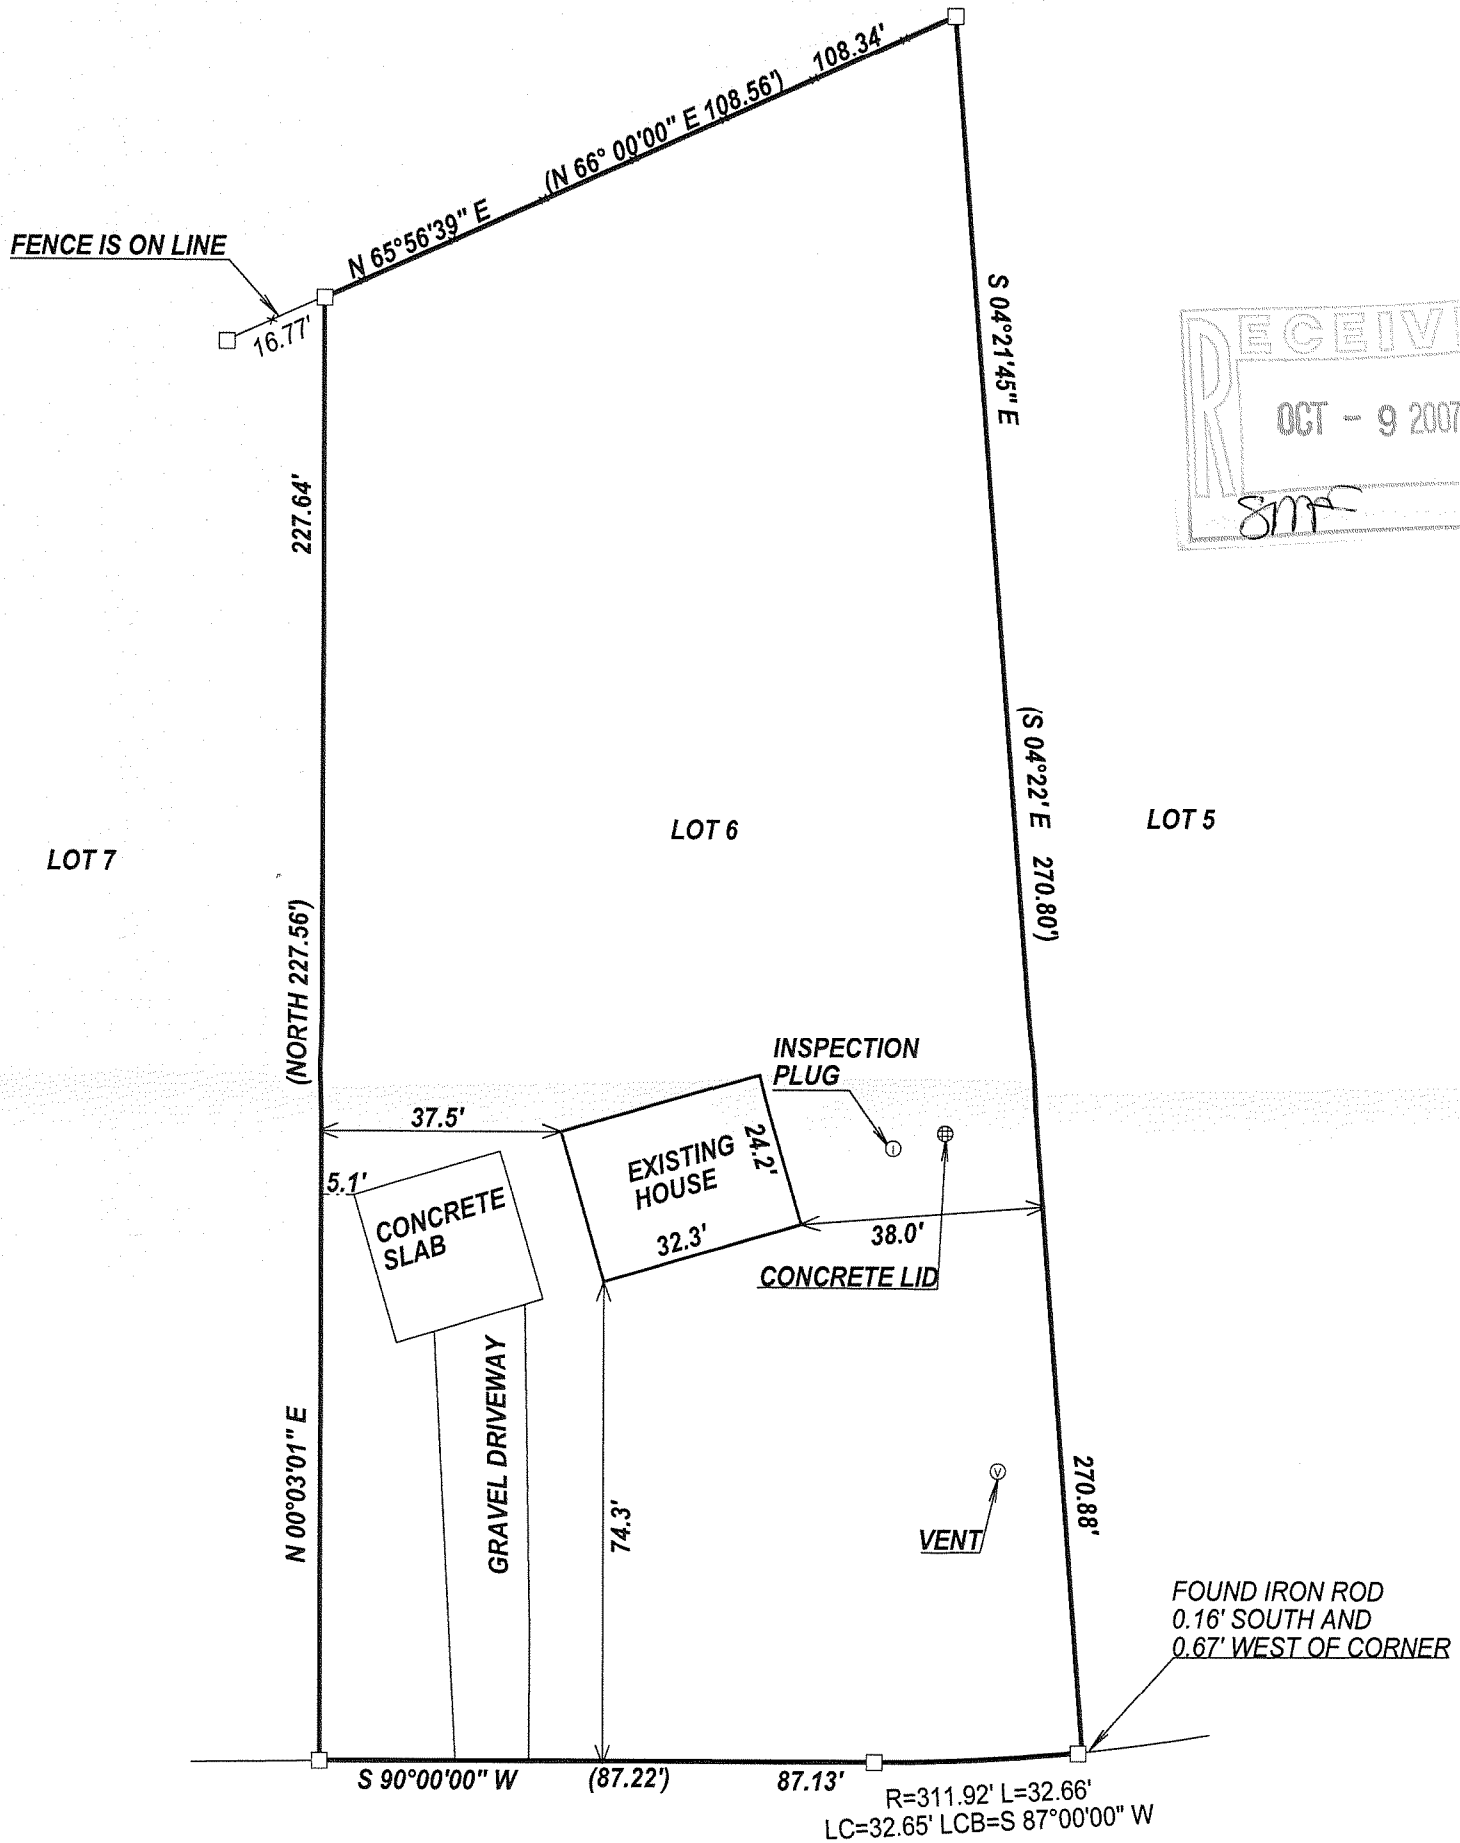 108.34'
(N 66° 00'00" E 108.56')
N 65°56'39" E
FENCE IS ON LINE
16.77'
S 04°21'45" E
OCT - 9 2007
227.64'
(S 04°22' E 270.80')
LOT 7
LOT 6
LOT 5
(NORTH 227.56')
INSPECTION
PLUG
37.5'
24.2'
EXISTING
HOUSE
5.1'
CONCRETE
SLAB
32.3'
38.0'
CONCRETE LID
GRAVEL DRIVEWAY
N 00°03'01" E
74.3'
270.88'
VENT
FOUND IRON ROD
0.16' SOUTH AND
0.67' WEST OF CORNER
S 90°00'00" W (87.22') 87.13'
R=311.92' L=32.66'
LC=32.65' LCB=S 87°00'00" W